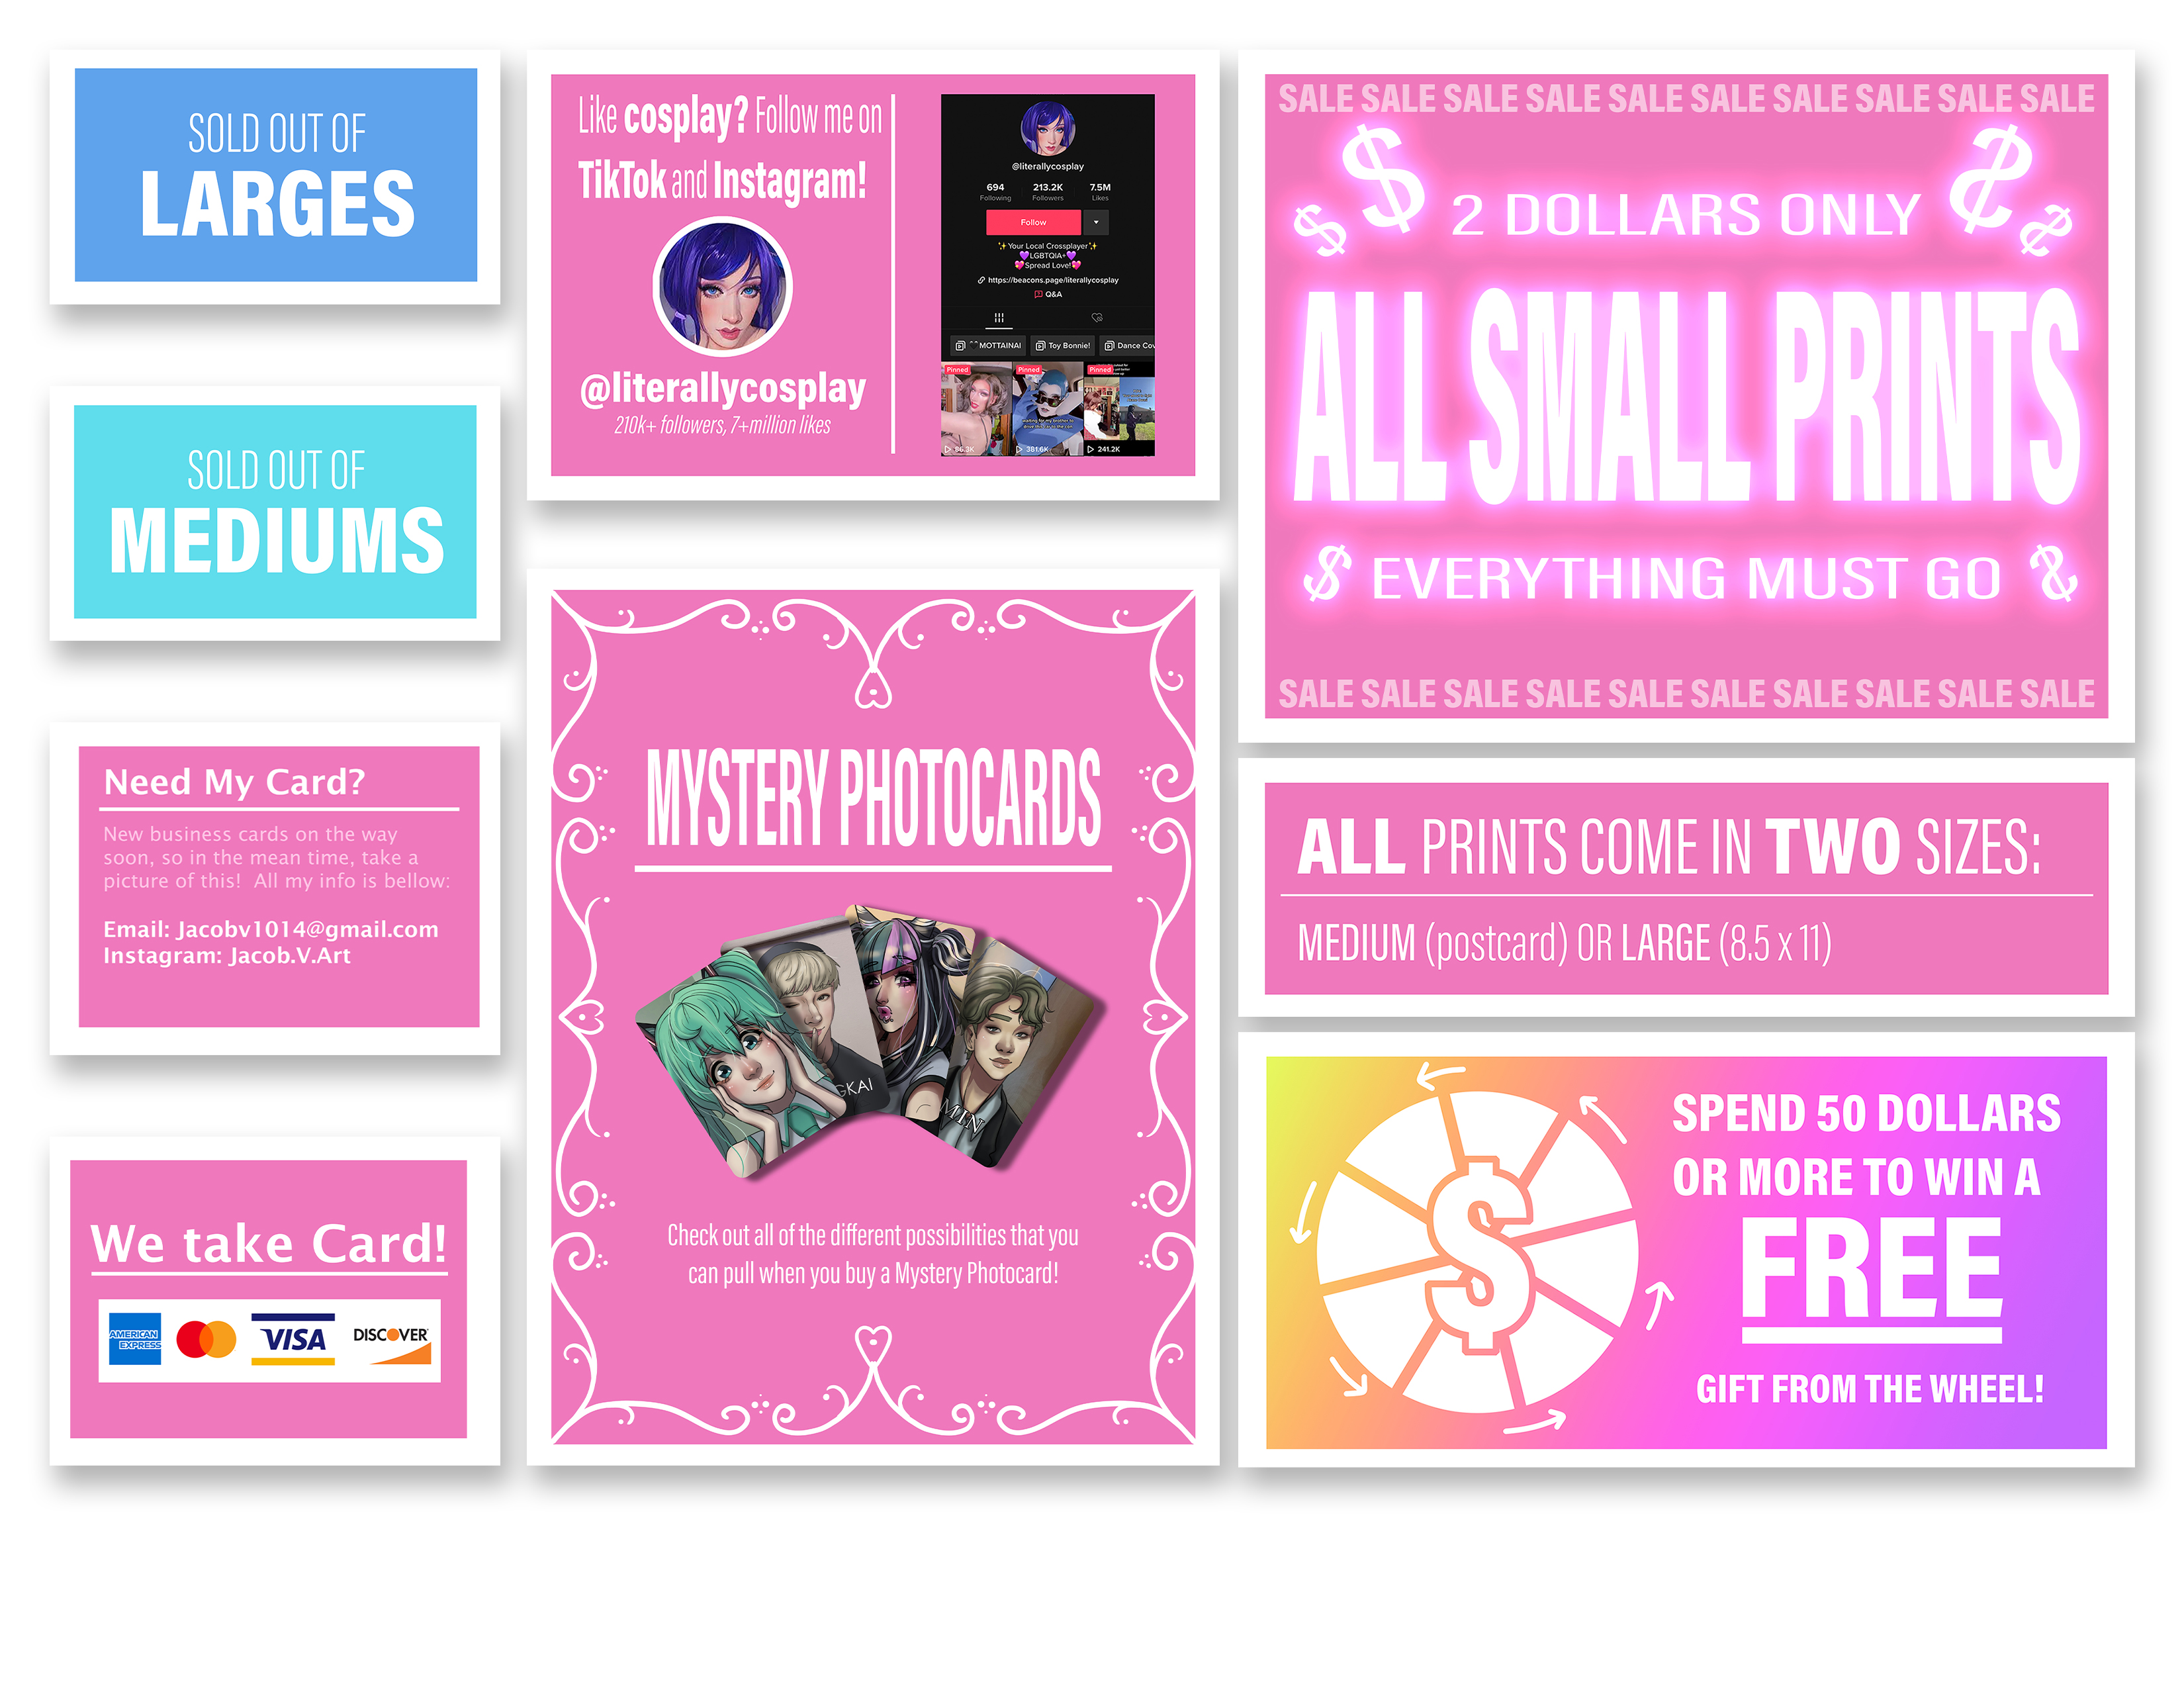 SOLD OUT OF
LARGES
SOLD OUT OF
MEDIUMS
Need My Card?
New business cards on the way
soon, so in the mean time, take a
picture of this!  All my info is bellow:
Email: Jacobv1014@gmail.com
Instagram: Jacob.V.Art
We take Card!
AMERICAN
EXPRESS
VISA
DISCOVER
Like cosplay? Follow me on
TikTok and Instagram!
@literallycosplay
210k+ followers, 7+million likes
@literallycosplay
694 213.2K 7.5M
Following Followers Likes
Follow
✨Your Local Crossplayer✨
💜LGBTQIA+💜
💖Spread Love!💖
https://beacons.page/literallycosplay
Q&A
MOTTAINAI Toy Bonnie! Dance Cov
Pinned Pinned Pinned
381.6K 241.2K
MYSTERY PHOTOCARDS
GKAI
MIN
Check out all of the different possibilities that you
can pull when you buy a Mystery Photocard!
SALE SALE SALE SALE SALE SALE SALE SALE SALE SALE
$ $ 2 DOLLARS ONLY $ $
ALL SMALL PRINTS
$ EVERYTHING MUST GO $
SALE SALE SALE SALE SALE SALE SALE SALE SALE SALE
ALL PRINTS COME IN TWO SIZES:
MEDIUM (postcard) OR LARGE (8.5 x 11)
$
SPEND 50 DOLLARS
OR MORE TO WIN A
FREE
GIFT FROM THE WHEEL!